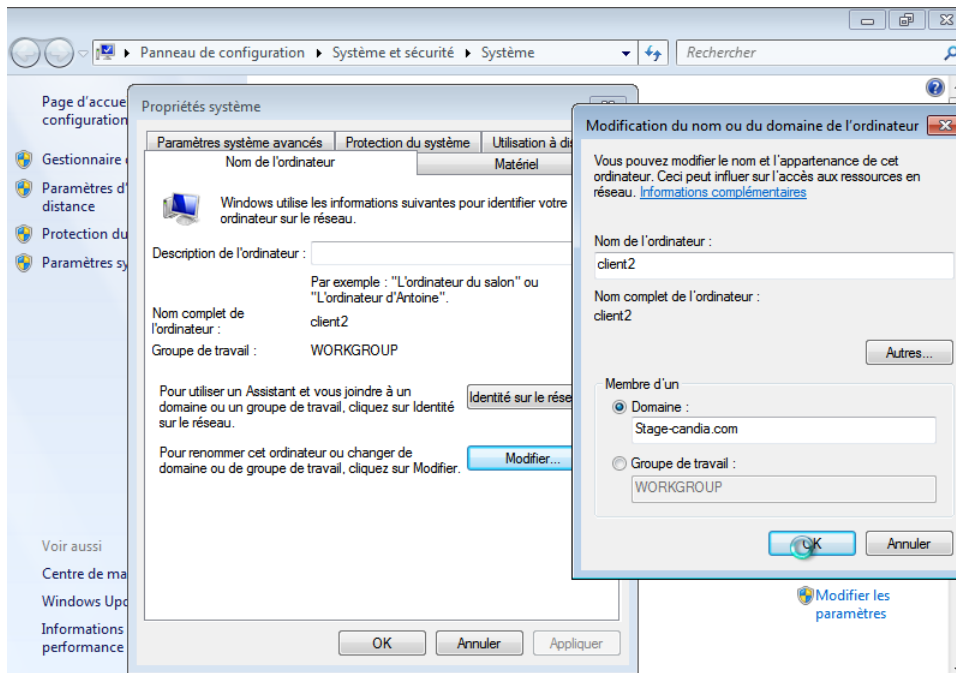 Panneau de configuration
Système et sécurité
Système
Rechercher
Page d'accue
configuration
Gestionnaire
Paramètres d'
distance
Protection du
Paramètres sy
Voir aussi
Centre de ma
Windows Upd
Informations
performance
Propriétés système
Paramètres système avancés
Protection du système
Utilisation à di
Nom de l'ordinateur
Matériel
Windows utilise les informations suivantes pour identifier votre
ordinateur sur le réseau.
Description de l'ordinateur :
Par exemple : "L'ordinateur du salon" ou
"L'ordinateur d'Antoine".
Nom complet de
l'ordinateur :
client2
Groupe de travail :
WORKGROUP
Pour utiliser un Assistant et vous joindre à un
domaine ou un groupe de travail, cliquez sur Identité
sur le réseau.
Identité sur le rése
Pour renommer cet ordinateur ou changer de
domaine ou de groupe de travail, cliquez sur Modifier.
Modifier...
OK
Annuler
Appliquer
Modification du nom ou du domaine de l'ordinateur
Vous pouvez modifier le nom et l'appartenance de cet
ordinateur. Ceci peut influer sur l'accès aux ressources en
réseau. Informations complémentaires
Nom de l'ordinateur :
client2
Nom complet de l'ordinateur :
client2
Autres...
Membre d'un
Domaine :
Stage-candia.com
Groupe de travail :
WORKGROUP
OK
Annuler
Modifier les
paramètres